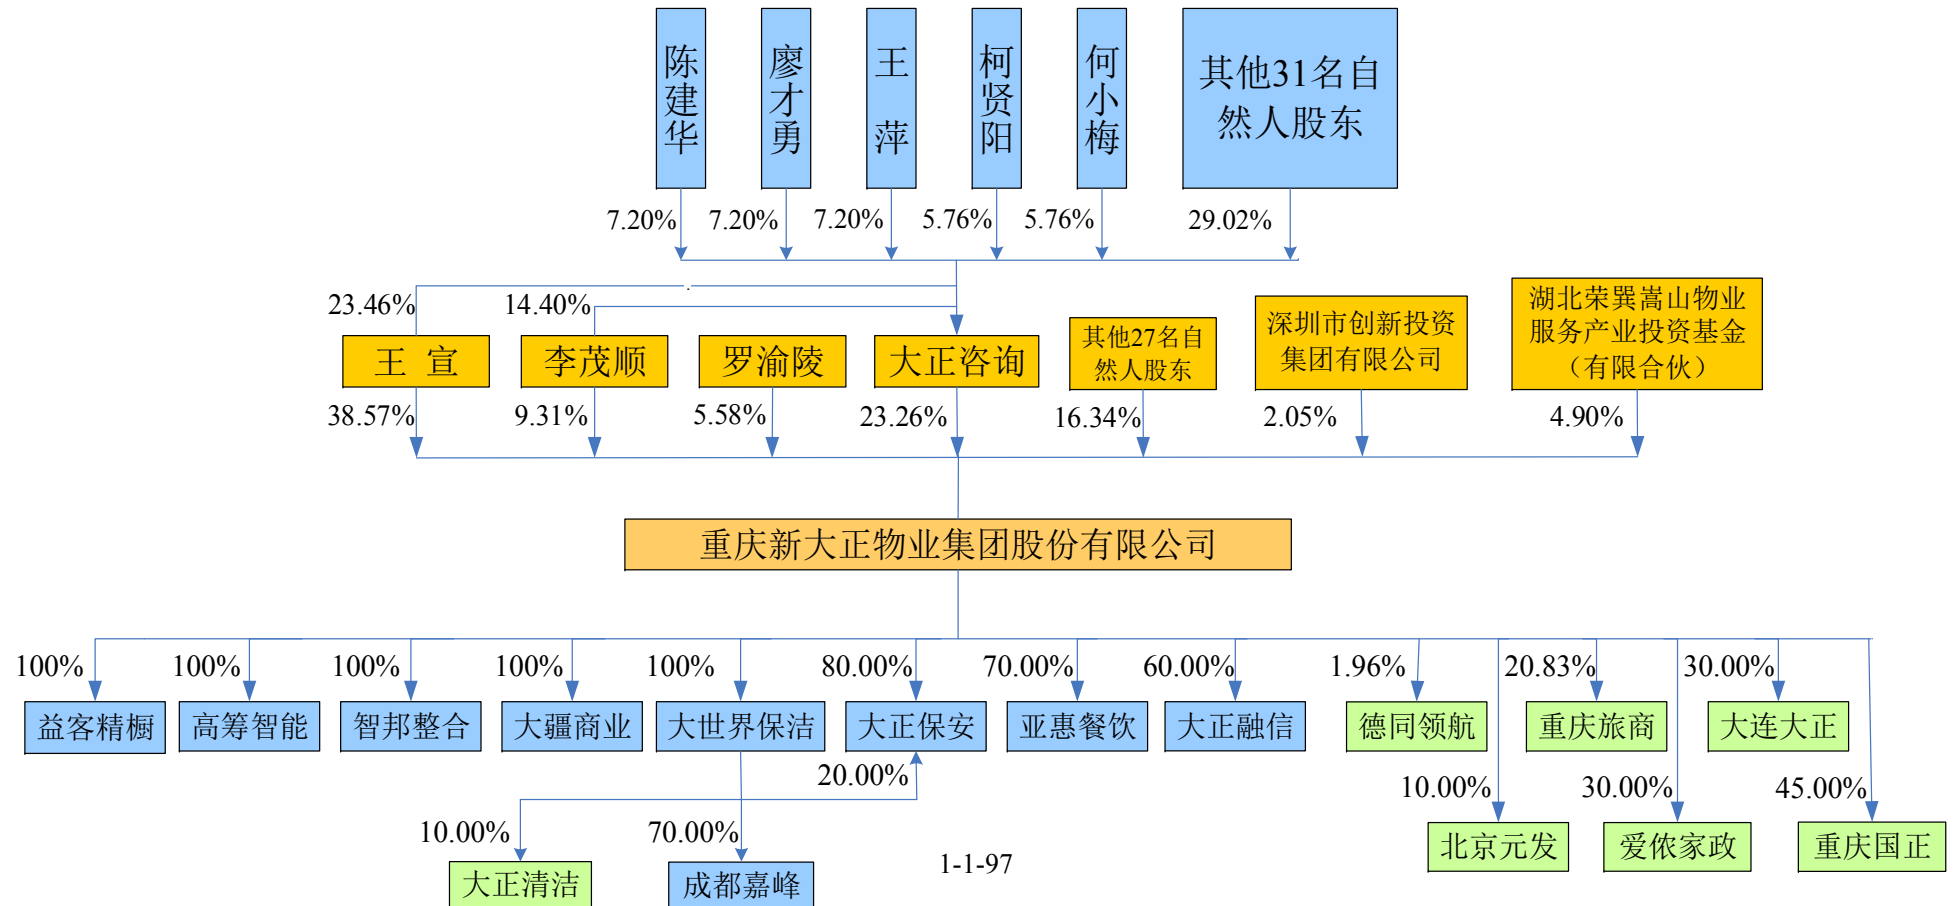 陈建华
廖才勇
王 萍
柯贤阳
何小梅
其他31名自
然人股东
7.20%
7.20%
7.20%
5.76%
5.76%
29.02%
23.46%
14.40%
王 宣
李茂顺
罗渝陵
大正咨询
其他27名自
然人股东
深圳市创新投资
集团有限公司
湖北荣巽嵩山物业
服务产业投资基金
（有限合伙）
38.57%
9.31%
5.58%
23.26%
16.34%
2.05%
4.90%
重庆新大正物业集团股份有限公司
100%
100%
100%
100%
100%
80.00%
70.00%
60.00%
1.96%
20.83%
30.00%
益客精橱
高筹智能
智邦整合
大疆商业
大世界保洁
大正保安
亚惠餐饮
大正融信
德同领航
重庆旅商
大连大正
20.00%
10.00%
30.00%
45.00%
10.00%
70.00%
北京元发
爱侬家政
重庆国正
大正清洁
成都嘉峰
1-1-97